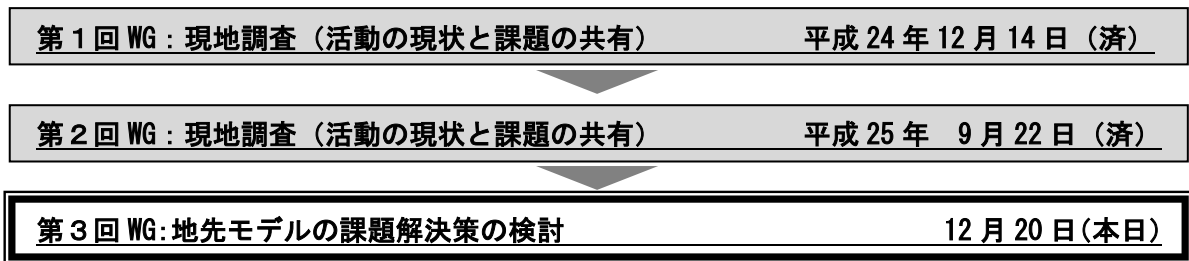 第１回 WG：現地調査（活動の現状と課題の共有） 平成 24 年 12 月 14 日（済）
第２回 WG：現地調査（活動の現状と課題の共有） 平成 25 年　9 月 22 日（済）
第３回 WG:地先モデルの課題解決策の検討 12 月 20 日(本日)